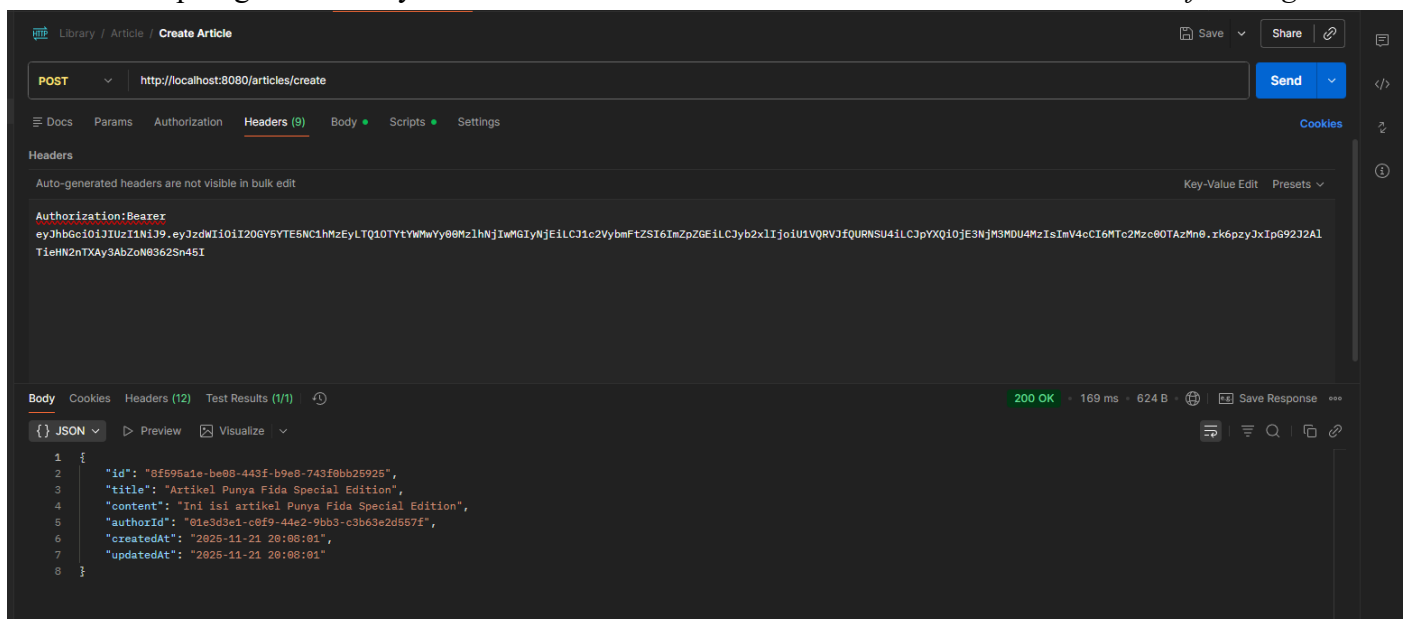 Library / Article / Create Article
Save
Share
POST
http://localhost:8080/articles/create
Send
Docs Params Authorization Headers (9) Body Scripts Settings
Cookies
Headers
Auto-generated headers are not visible in bulk edit
Key-Value Edit Presets
Authorization:Bearer
Body Cookies Headers (12) Test Results (1/1)
200 OK • 169 ms • 624 B
Save Response
{} JSON Preview Visualize
1 {
2 "id": "8f595a1e-be08-443f-b9e8-743f0bb25925",
3 "title": "Artikel Punya Fida Special Edition",
4 "content": "Ini isi artikel Punya Fida Special Edition",
5 "authorId": "01e3d3e1-c0f9-44e2-9bb3-c3b63e2d557f",
6 "createdAt": "2025-11-21 20:08:01",
7 "updatedAt": "2025-11-21 20:08:01"
8 }